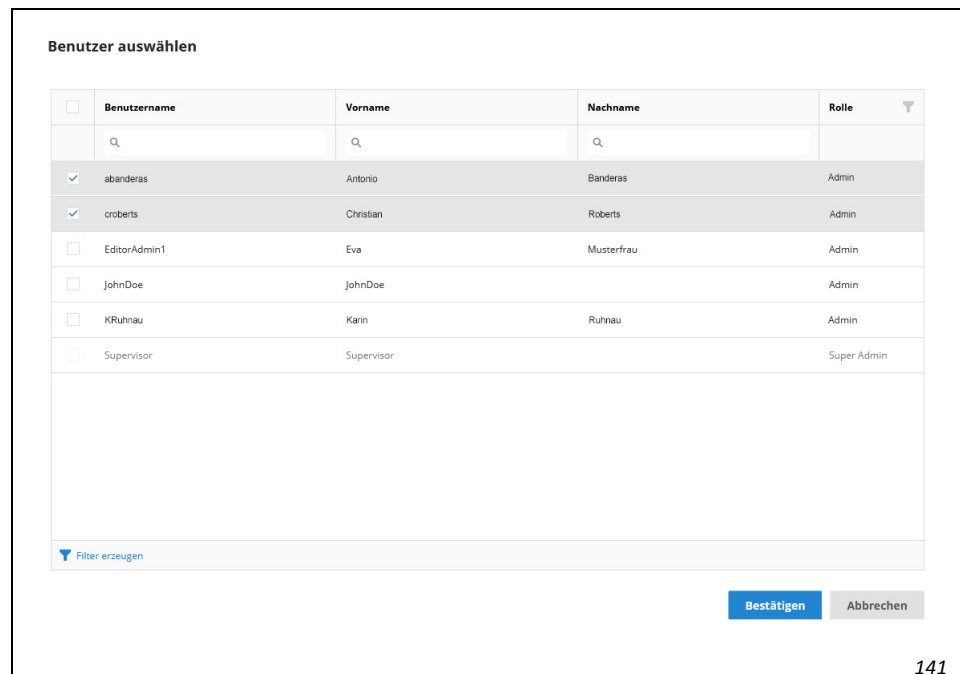 Benutzer auswählen
Benutzername Vorname Nachname Rolle
abanderas Antonio Banderas Admin
croberts Christian Roberts Admin
EditorAdmin1 Eva Musterfrau Admin
JohnDoe JohnDoe Admin
KRuhnau Karin Ruhnau Admin
Supervisor Supervisor Super Admin
Filter erzeugen
Bestätigen Abbrechen
141